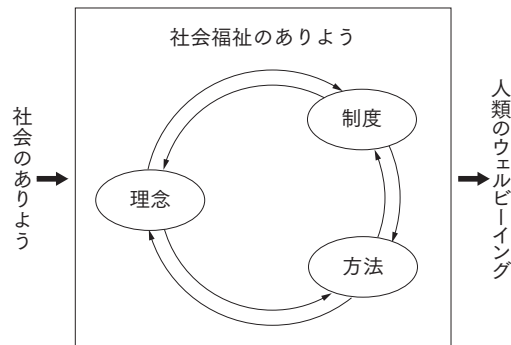 社会福祉のありよう
社会のありよう
制度
理念
方法
人類のウェルビーイング